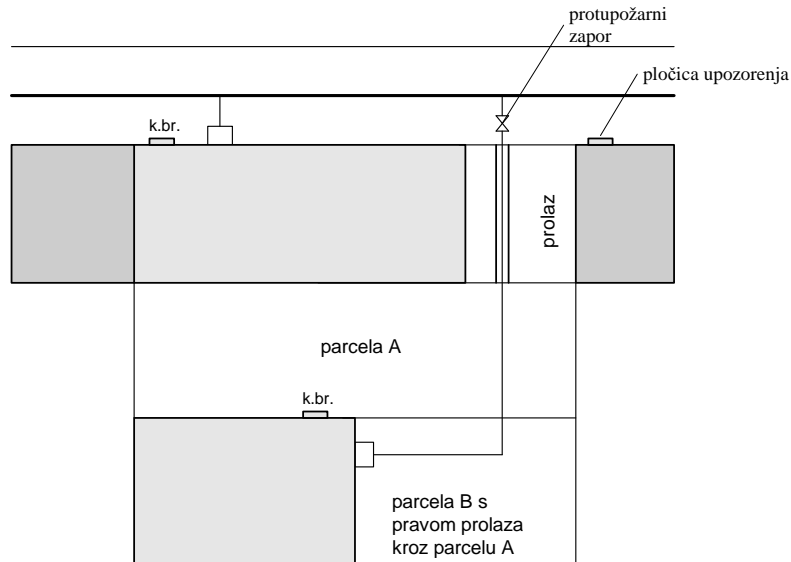 protupožarni
zapor
pločica upozorenja
k.br.
prolaz
parcela A
k.br.
parcela B s
pravom prolaza
kroz parcelu A